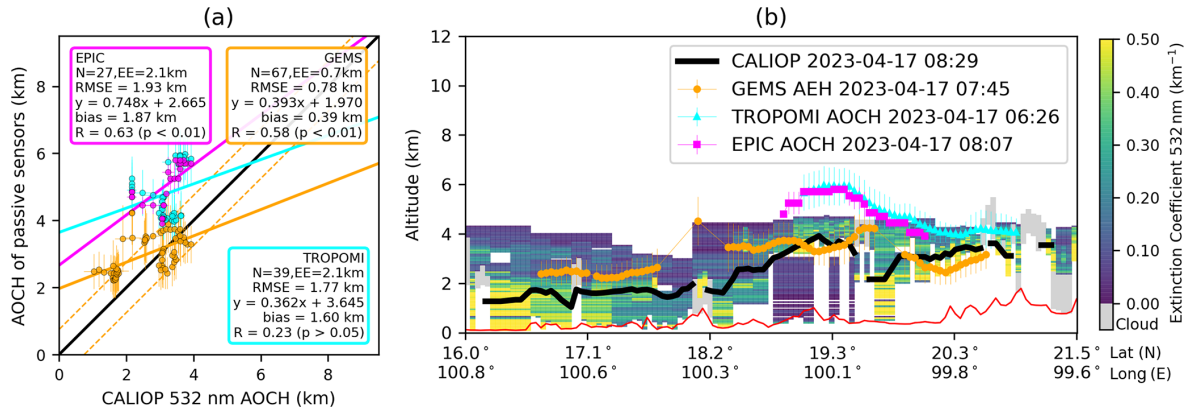 (a)
AOCH of passive sensors (km)
8
6
4
2
0
EPIC
N=27,EE=2.1km
RMSE = 1.93 km
y = 0.748x + 2.665
bias = 1.87 km
R = 0.63 (p < 0.01)
GEMS
N=67,EE=0.7km
RMSE = 0.78 km
y = 0.393x + 1.970
bias = 0.39 km
R = 0.58 (p < 0.01)
TROPOMI
N=39,EE=2.1km
RMSE = 1.77 km
y = 0.362x + 3.645
bias = 1.60 km
R = 0.23 (p > 0.05)
0 2 4 6 8
CALIOP 532 nm AOCH (km)
(b)
Altitude (km)
12
10
8
6
4
2
0
CALIOP 2023-04-17 08:29
GEMS AEH 2023-04-17 07:45
TROPOMI AOCH 2023-04-17 06:26
EPIC AOCH 2023-04-17 08:07
16.0° 17.1° 18.2° 19.3° 20.3° 21.5° Lat (N)
100.8° 100.6° 100.3° 100.1° 99.8° 99.6° Long (E)
0.50
0.40
0.30
0.20
0.10
0.00
Cloud
Extinction Coefficient 532 nm (km⁻¹)